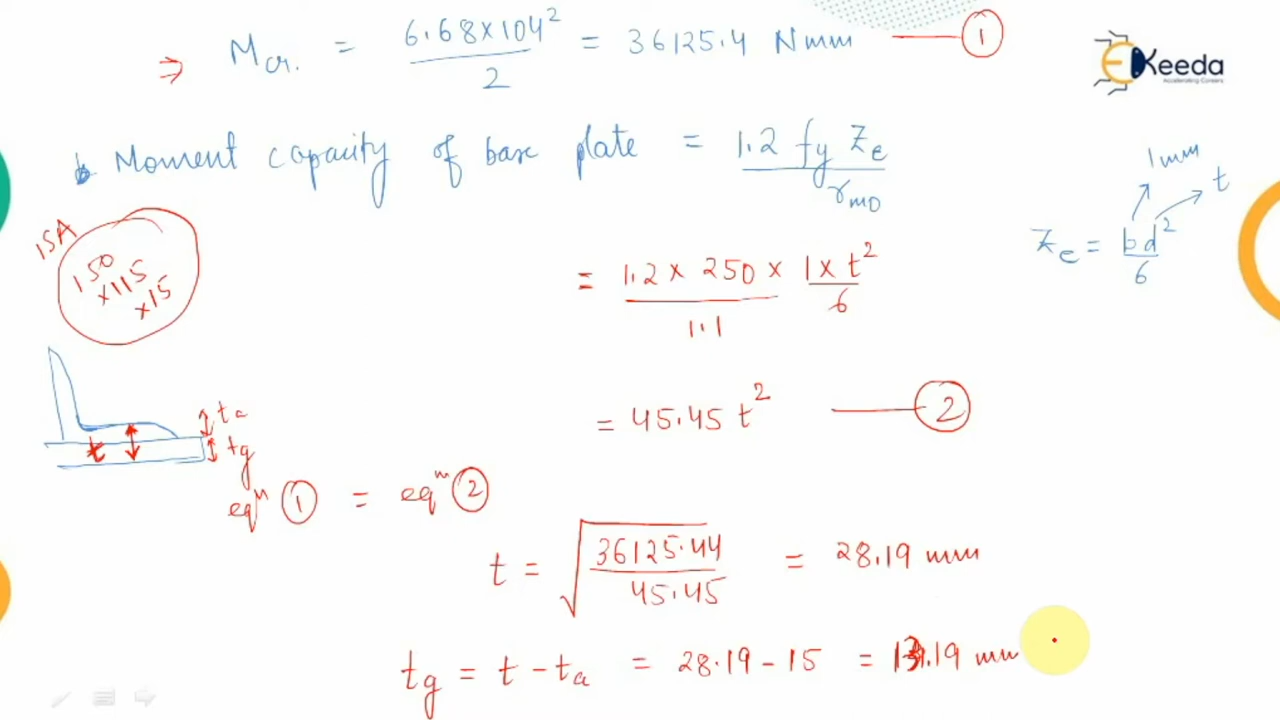 ⇒ Mcr. = 6.68×104² / 2 = 36125.4 Nmm —— ①
EKeeda
Accelerating Careers
Moment capacity of base plate = 1.2 fy Ze / γm0
Ze = bd² / 6
1mm
t
ISA
150
×115
×15
= 1.2 × 250 × 1 × t² / 1.1 6
= 45.45 t² —— ②
ta
t
tg
eqⁿ ① = eqⁿ ②
t = √ 36125.44 / 45.45 = 28.19 mm
tg = t - ta = 28.19 - 15 = 13.19 mm